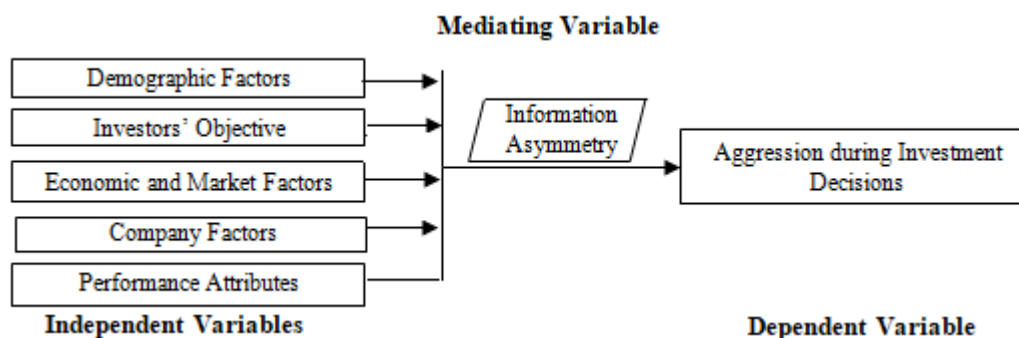 Mediating Variable
Demographic Factors
Investors’ Objective
Economic and Market Factors
Company Factors
Performance Attributes
Independent Variables
Information
Asymmetry
Aggression during Investment
Decisions
Dependent Variable